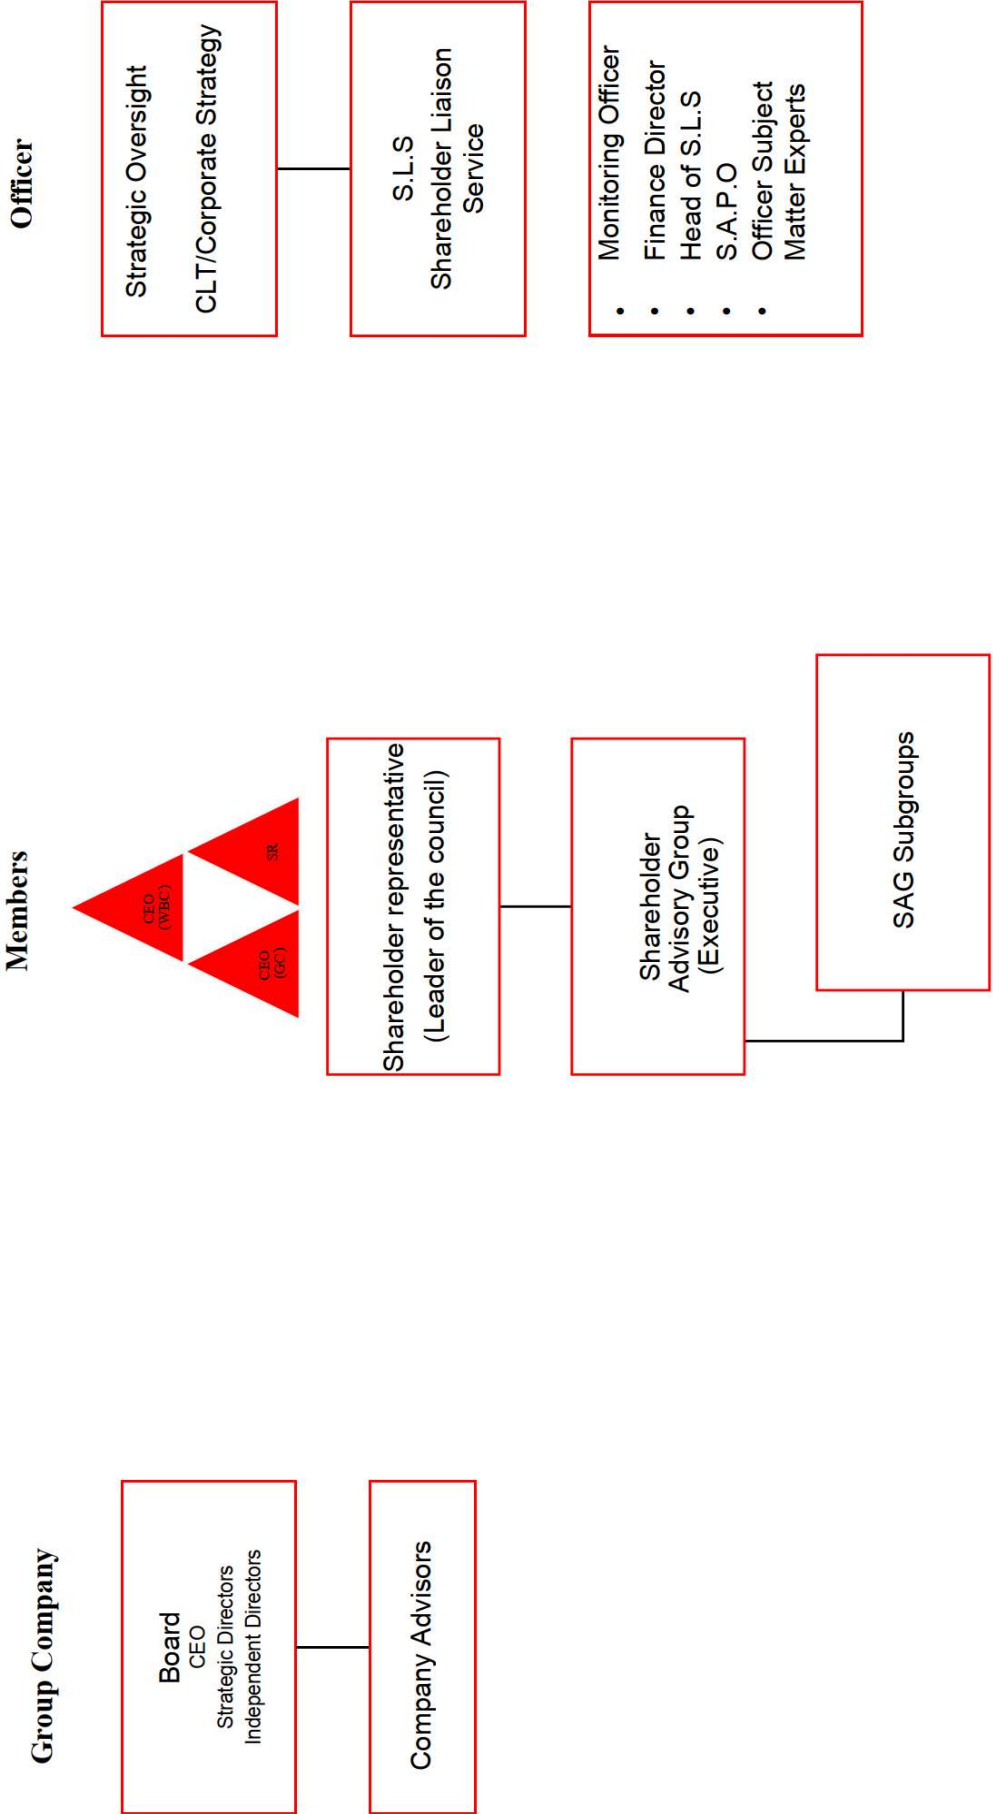 Group Company
Board
CEO
Strategic Directors
Independent Directors
Company Advisors
Members
CEO
(WBC)
CEO
(GC)
SR
Shareholder representative
(Leader of the council)
Shareholder
Advisory Group
(Executive)
SAG Subgroups
Officer
Strategic Oversight
CLT/Corporate Strategy
S.L.S
Shareholder Liaison
Service
• Monitoring Officer
• Finance Director
• Head of S.L.S
• S.A.P.O
• Officer Subject
Matter Experts